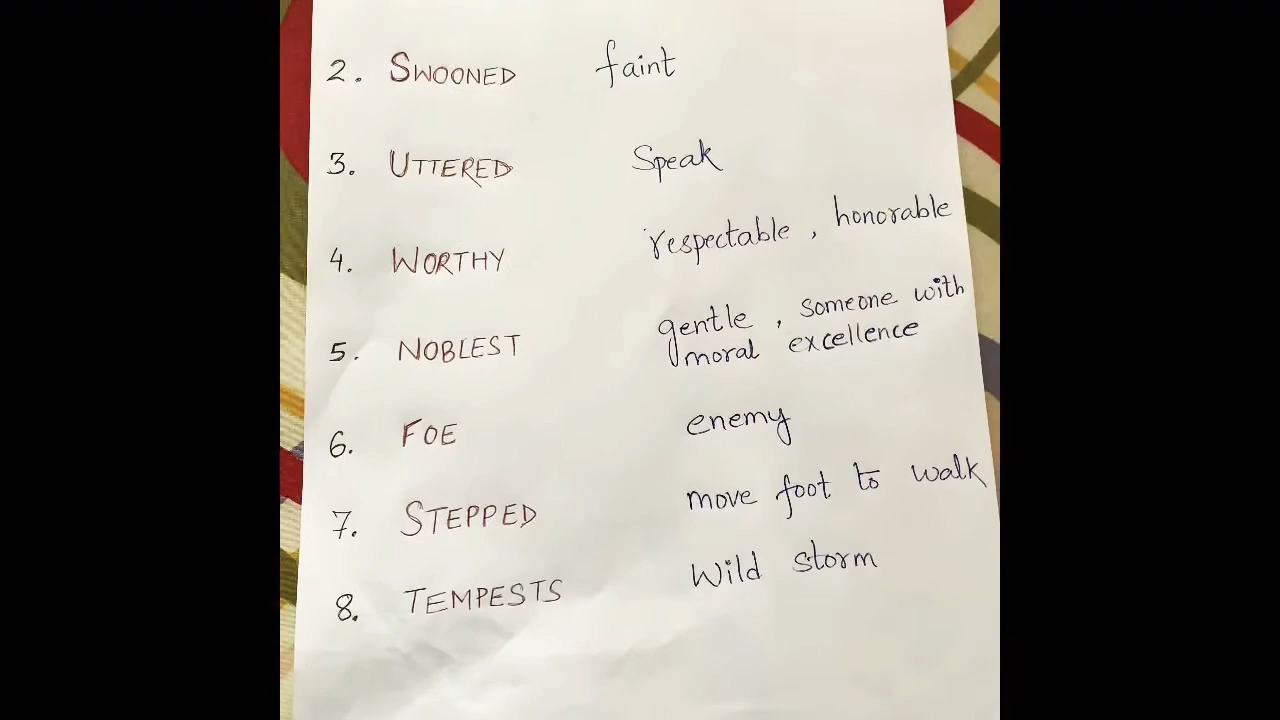 2. SWOONED faint
3. UTTERED Speak
4. WORTHY respectable, honorable
5. NOBLEST gentle, someone with
moral excellence
6. FOE enemy
7. STEPPED move foot to walk
8. TEMPESTS Wild storm